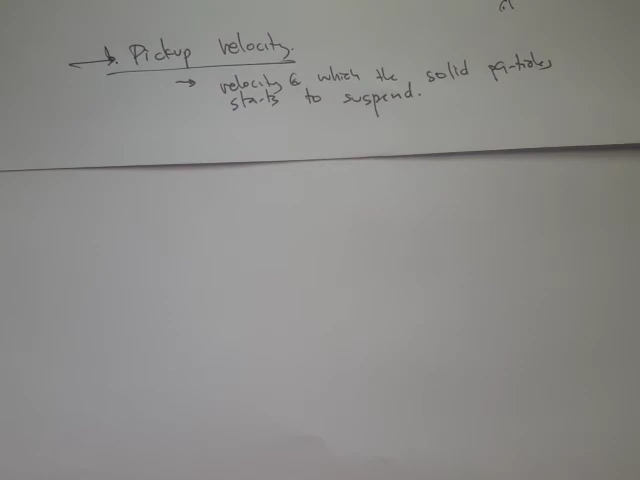 →. Pickup velocity.
→ velocity @ which the solid particles
starts to suspend.